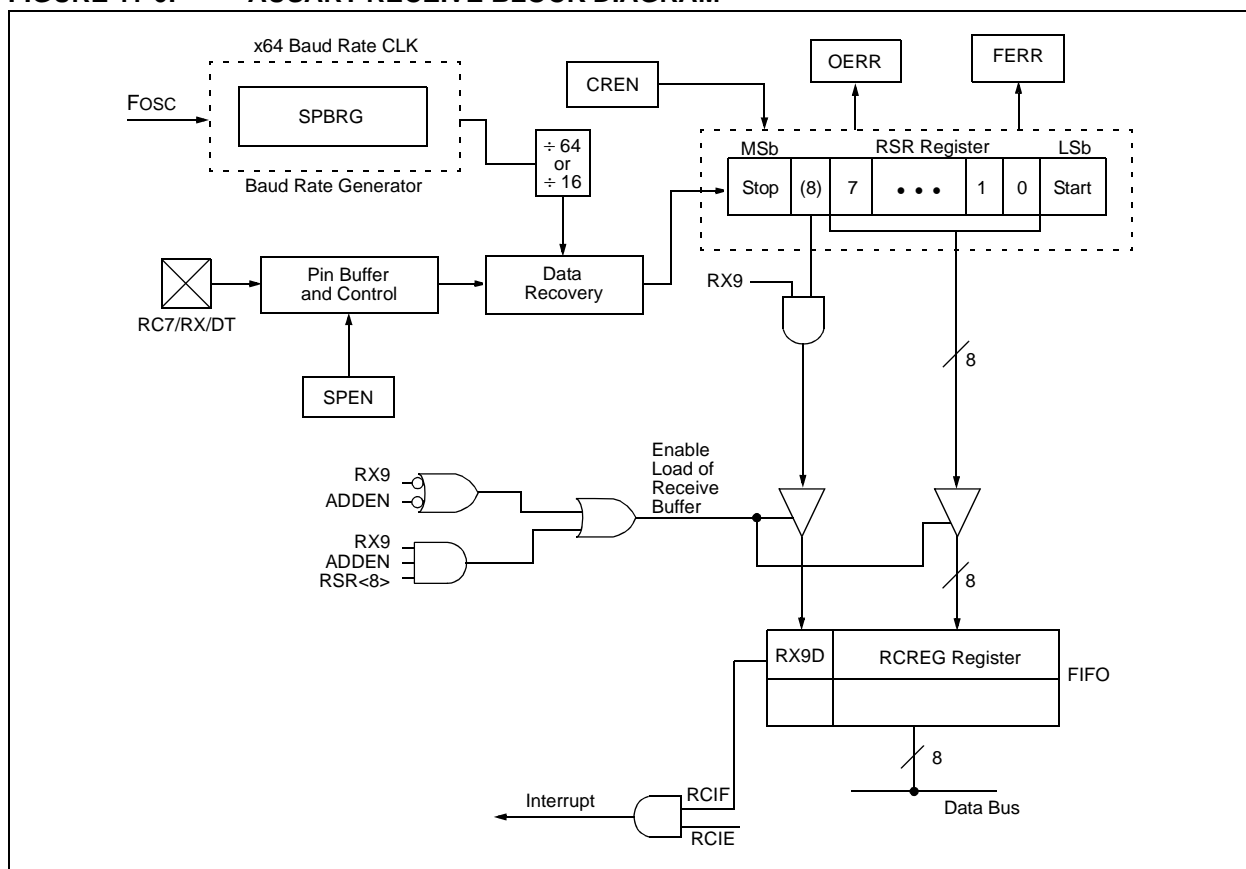 x64 Baud Rate CLK
FOSC
SPBRG
Baud Rate Generator
÷ 64
or
÷ 16
CREN
OERR
FERR
MSb
RSR Register
LSb
Stop
(8)
7
• • •
1
0
Start
RC7/RX/DT
Pin Buffer
and Control
Data
Recovery
SPEN
RX9
8
RX9
ADDEN
RX9
ADDEN
RSR<8>
Enable
Load of
Receive
Buffer
8
RX9D
RCREG Register
FIFO
8
Data Bus
Interrupt
RCIF
RCIE